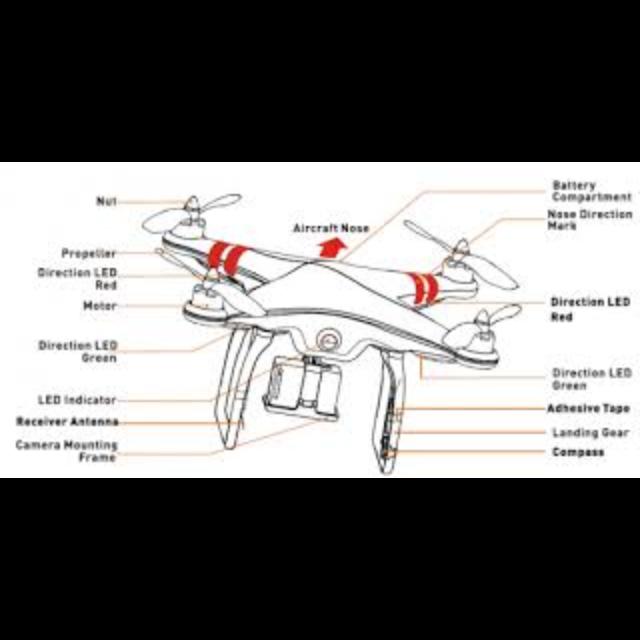 Nut
Propeller
Direction LED
Red
Motor
Direction LED
Green
LED Indicator
Receiver Antenna
Camera Mounting
Frame
Aircraft Nose
Battery
Compartment
Nose Direction
Mark
Direction LED
Red
Direction LED
Green
Adhesive Tape
Landing Gear
Compass